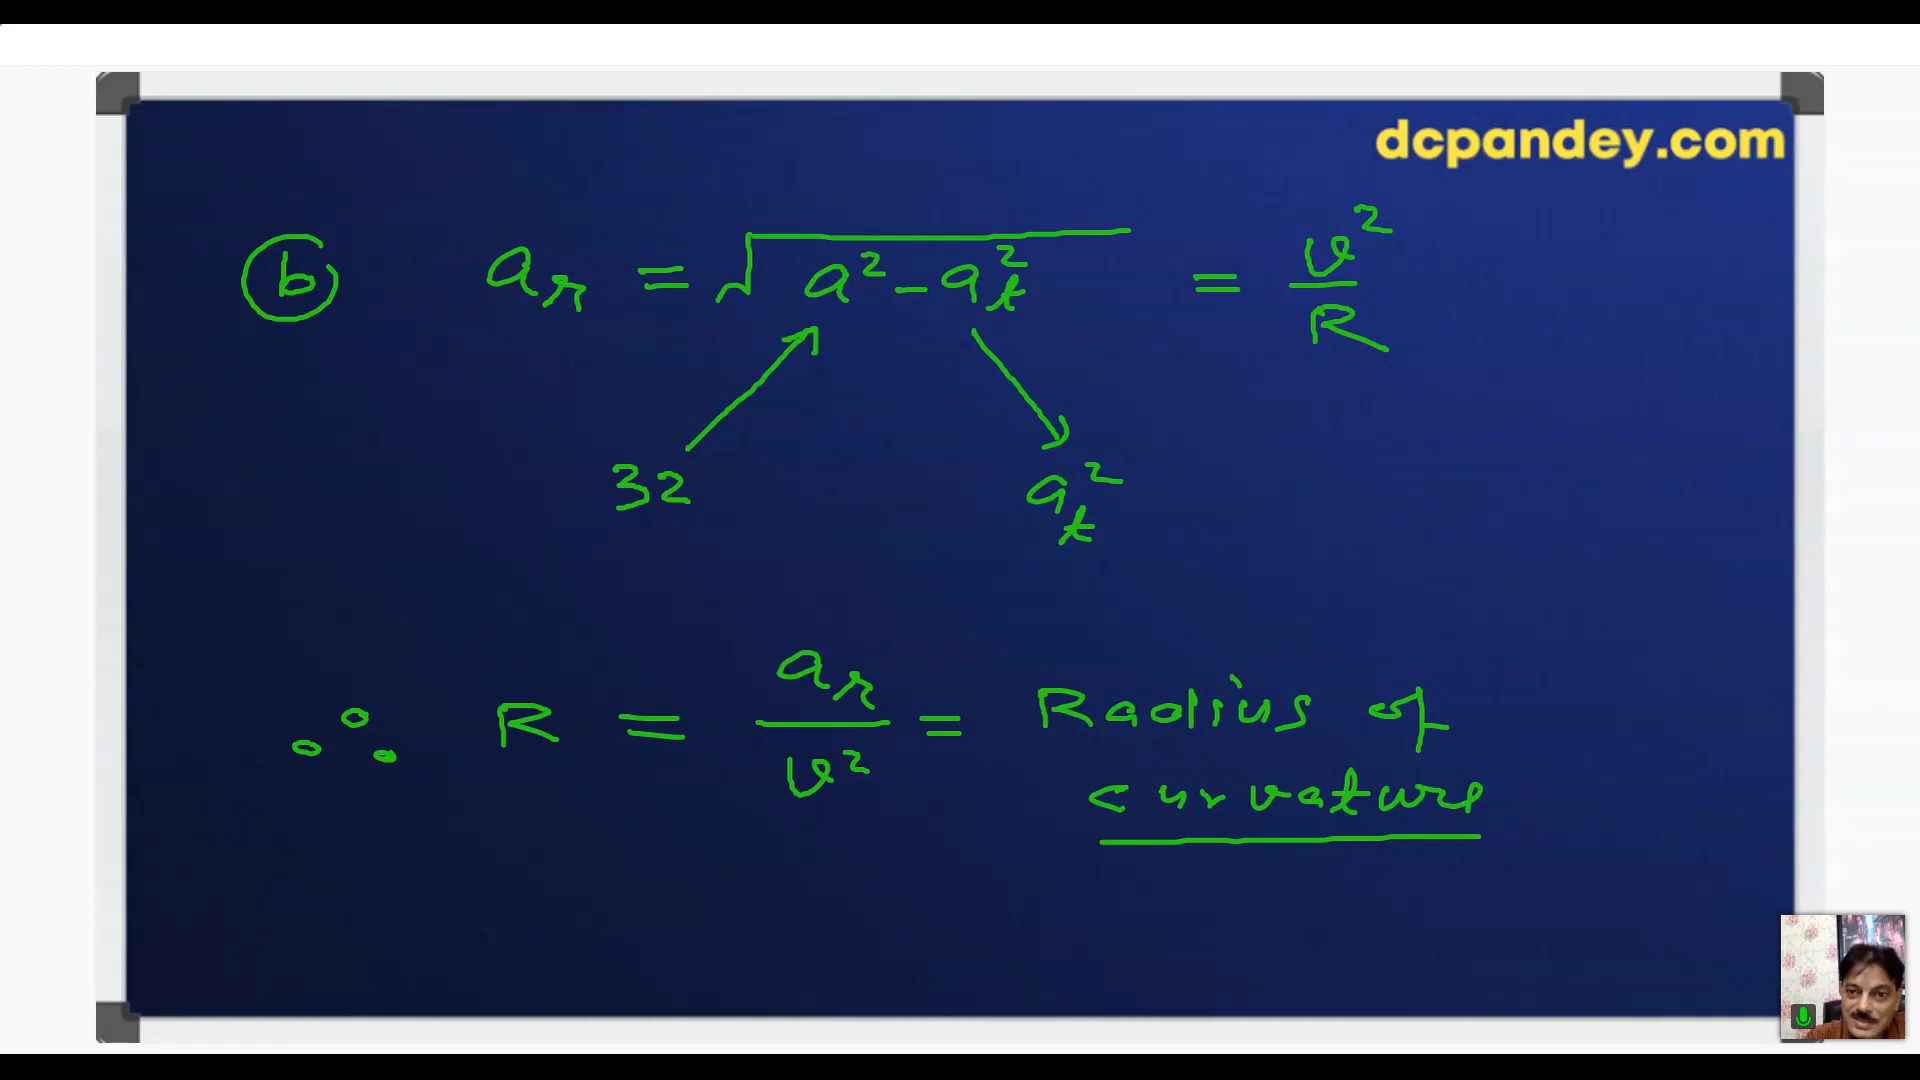 dcpandey.com
(b) aᵣ = √(a² - aₜ²) = v²/R
32 aₜ²
∴ R = aᵣ/v² = Radius of
curvature